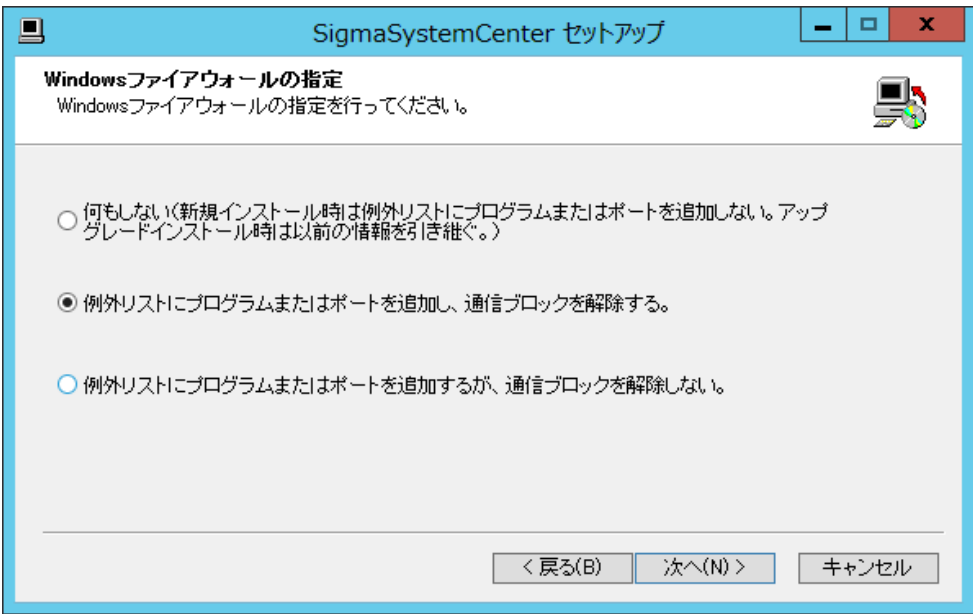 SigmaSystemCenter セットアップ
Windowsファイアウォールの指定
Windowsファイアウォールの指定を行ってください。
何もしない(新規インストール時は例外リストにプログラムまたはポートを追加しない。アップ
グレードインストール時は以前の情報を引き継ぐ。)
例外リストにプログラムまたはポートを追加し、通信ブロックを解除する。
例外リストにプログラムまたはポートを追加するが、通信ブロックを解除しない。
< 戻る(B)
次へ(N) >
キャンセル